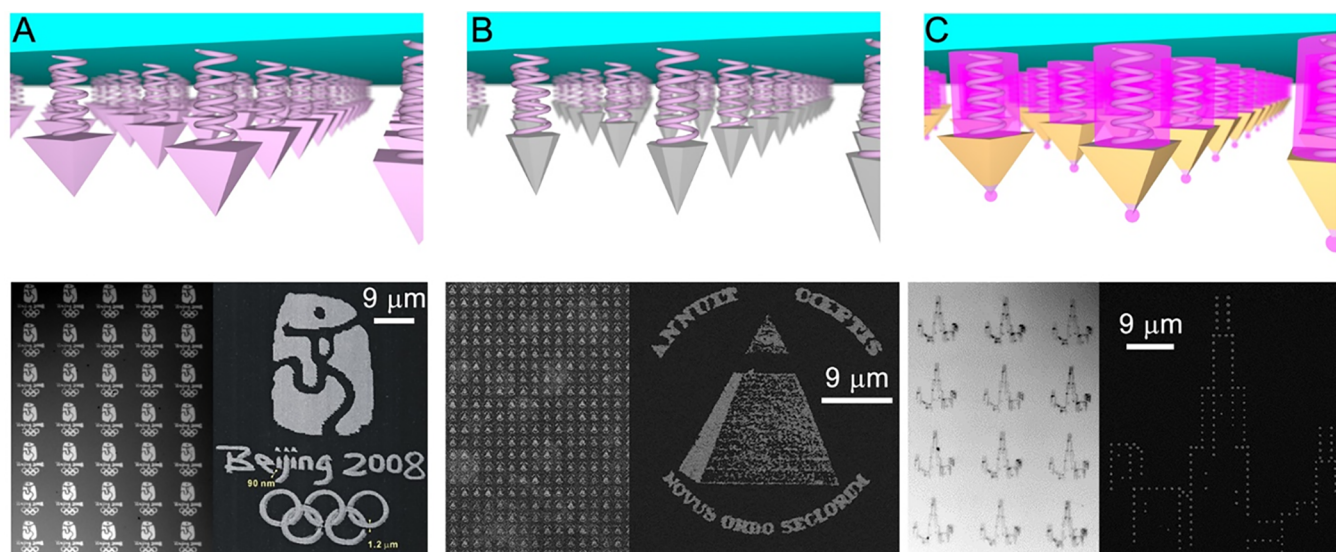 A
B
C
9 μm
Beijing 2008
90 nm
1.2 μm
ANNUIT COEPTIS
9 μm
NOVUS ORDO SECLORUM
9 μm